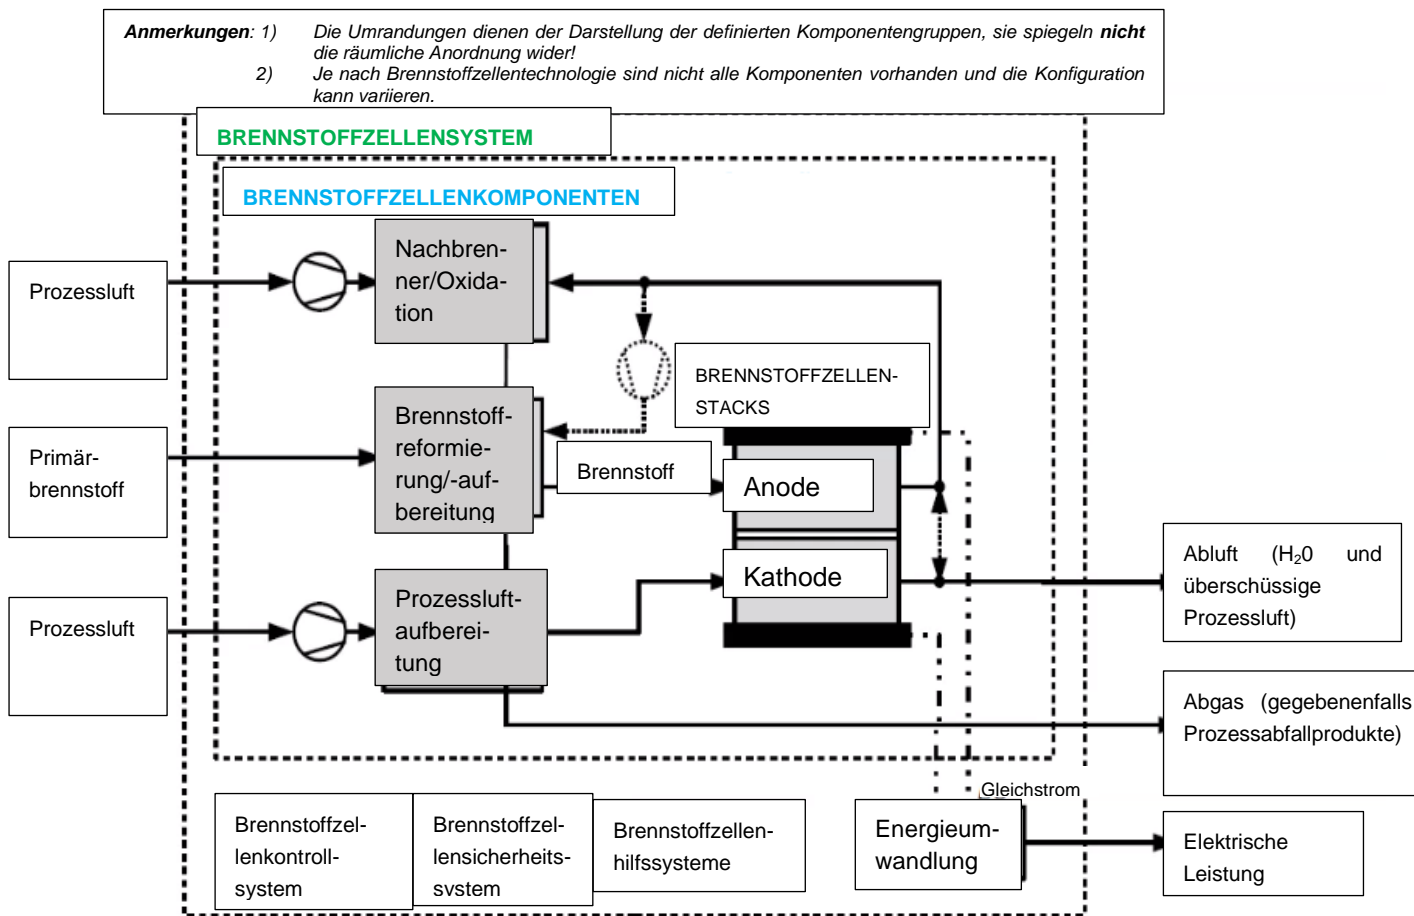 Anmerkungen: 1) Die Umrandungen dienen der Darstellung der definierten Komponentengruppen, sie spiegeln nicht
die räumliche Anordnung wider!
2) Je nach Brennstoffzellentechnologie sind nicht alle Komponenten vorhanden und die Konfiguration
kann variieren.
BRENNSTOFFZELLENSYSTEM
BRENNSTOFFZELLENKOMPONENTEN
Prozessluft
Nachbren-
ner/Oxida-
tion
BRENNSTOFFZELLEN-
STACKS
Primär-
brennstoff
Brennstoff-
reformie-
rung/-auf-
bereitung
Brennstoff
Anode
Kathode
Prozessluft
Prozessluft-
aufberei-
tung
Abluft (H₂0 und
überschüssige
Prozessluft)
Abgas (gegebenenfalls
Prozessabfallprodukte)
Gleichstrom
Brennstoffzel-
lenkontroll-
system
Brennstoffzel-
lensicherheits-
system
Brennstoffzellen-
hilfssysteme
Energieum-
wandlung
Elektrische
Leistung